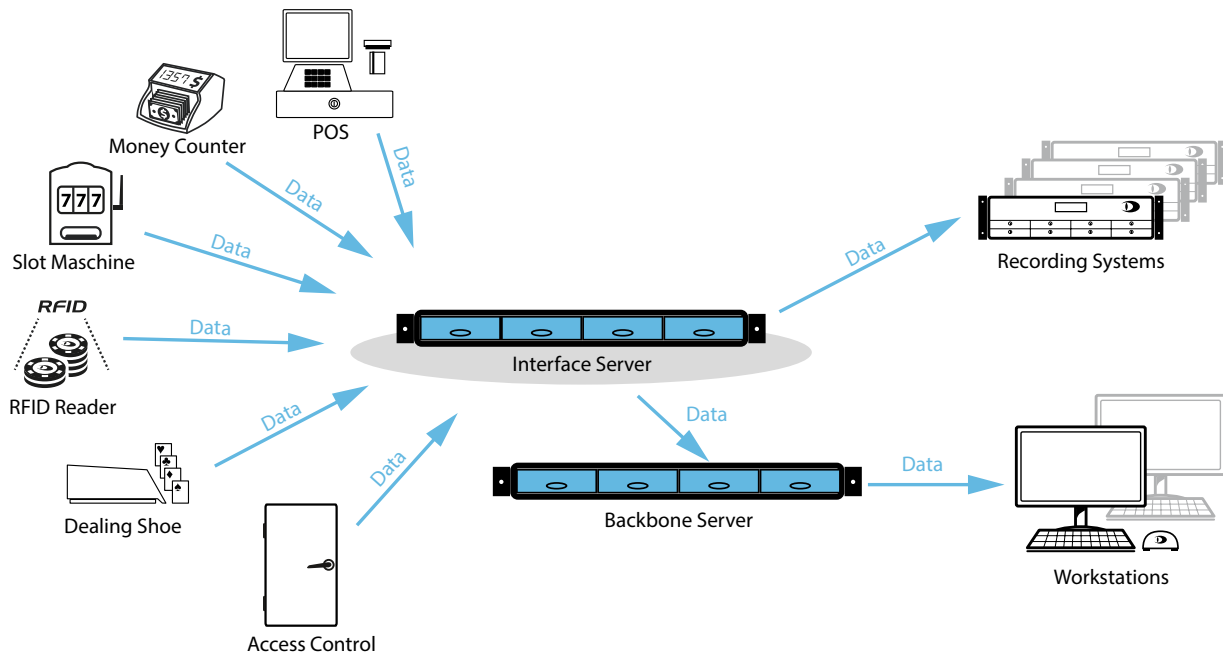 1357 $
Money Counter
POS
Data
Data
777
Slot Maschine
Data
RFID
RFID Reader
Data
Dealing Shoe
Data
Access Control
Data
Interface Server
Data
Recording Systems
Data
Backbone Server
Data
Workstations